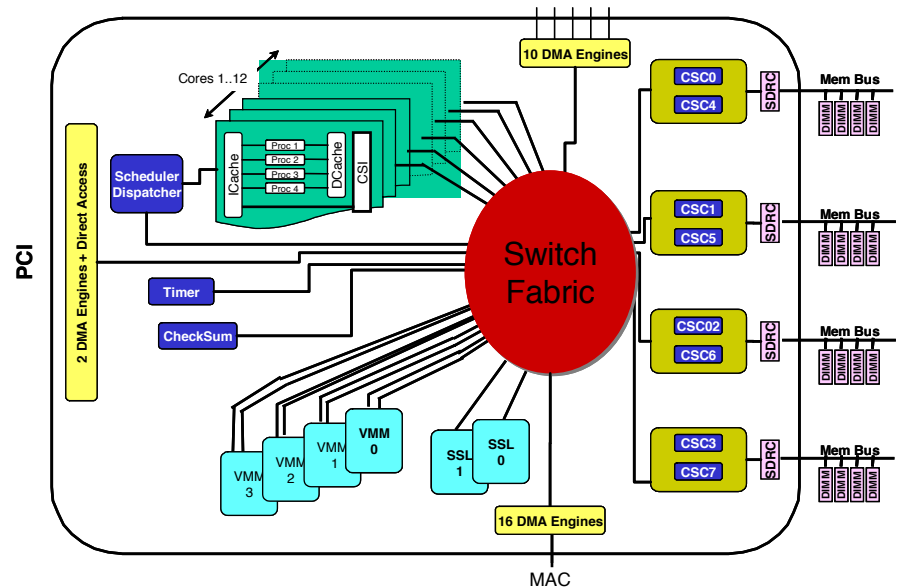 10 DMA Engines
Cores 1..12
ICache
Proc 1
Proc 2
Proc 3
Proc 4
DCache
CSI
Scheduler
Dispatcher
PCI
2 DMA Engines + Direct Access
Timer
CheckSum
Switch
Fabric
VMM
3
VMM
2
VMM
1
VMM
0
SSL
1
SSL
0
16 DMA Engines
MAC
CSC0
CSC4
SDRC
Mem Bus
DIMM
DIMM
DIMM
DIMM
CSC1
CSC5
SDRC
Mem Bus
DIMM
DIMM
DIMM
DIMM
CSC02
CSC6
SDRC
Mem Bus
DIMM
DIMM
DIMM
DIMM
CSC3
CSC7
SDRC
Mem Bus
DIMM
DIMM
DIMM
DIMM